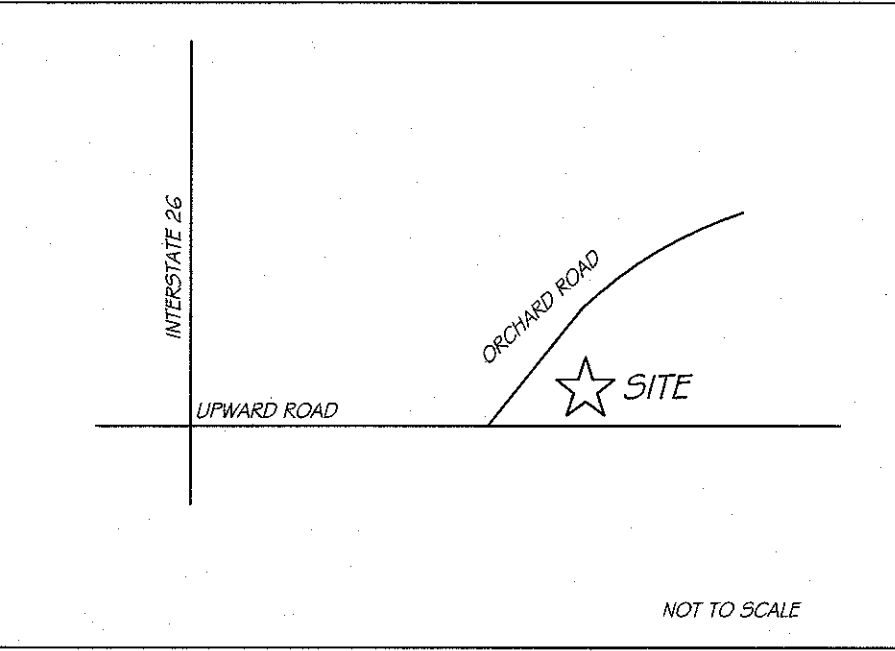 INTERSTATE 26
ORCHARD ROAD
SITE
UPWARD ROAD
NOT TO SCALE